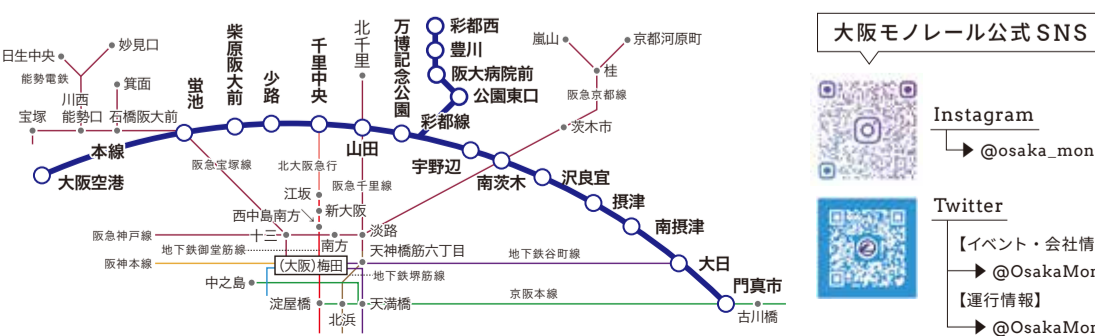 日生中央
妙見口
能勢電鉄
箕面
川西
能勢口
宝塚
石橋阪大前
本線
大阪空港
蛍池
柴原阪大前
少路
千里中央
北千里
山田
万博記念公園
彩都西
豊川
阪大病院前
公園東口
彩都線
宇野辺
南茨木
沢良宜
摂津
南摂津
大日
門真市
古川橋
嵐山
京都河原町
桂
阪急京都線
茨木市
阪急宝塚線
北大阪急行
阪急千里線
江坂
西中島南方
新大阪
阪急神戸線
十三
南方
淡路
地下鉄御堂筋線
天神橋筋六丁目
阪神本線
(大阪)梅田
地下鉄谷町線
地下鉄堺筋線
中之島
淀屋橋
北浜
天満橋
京阪本線
大阪モノレール公式SNS
Instagram
@osaka_mon
Twitter
【イベント・会社情
@OsakaMon
【運行情報】
@OsakaMon